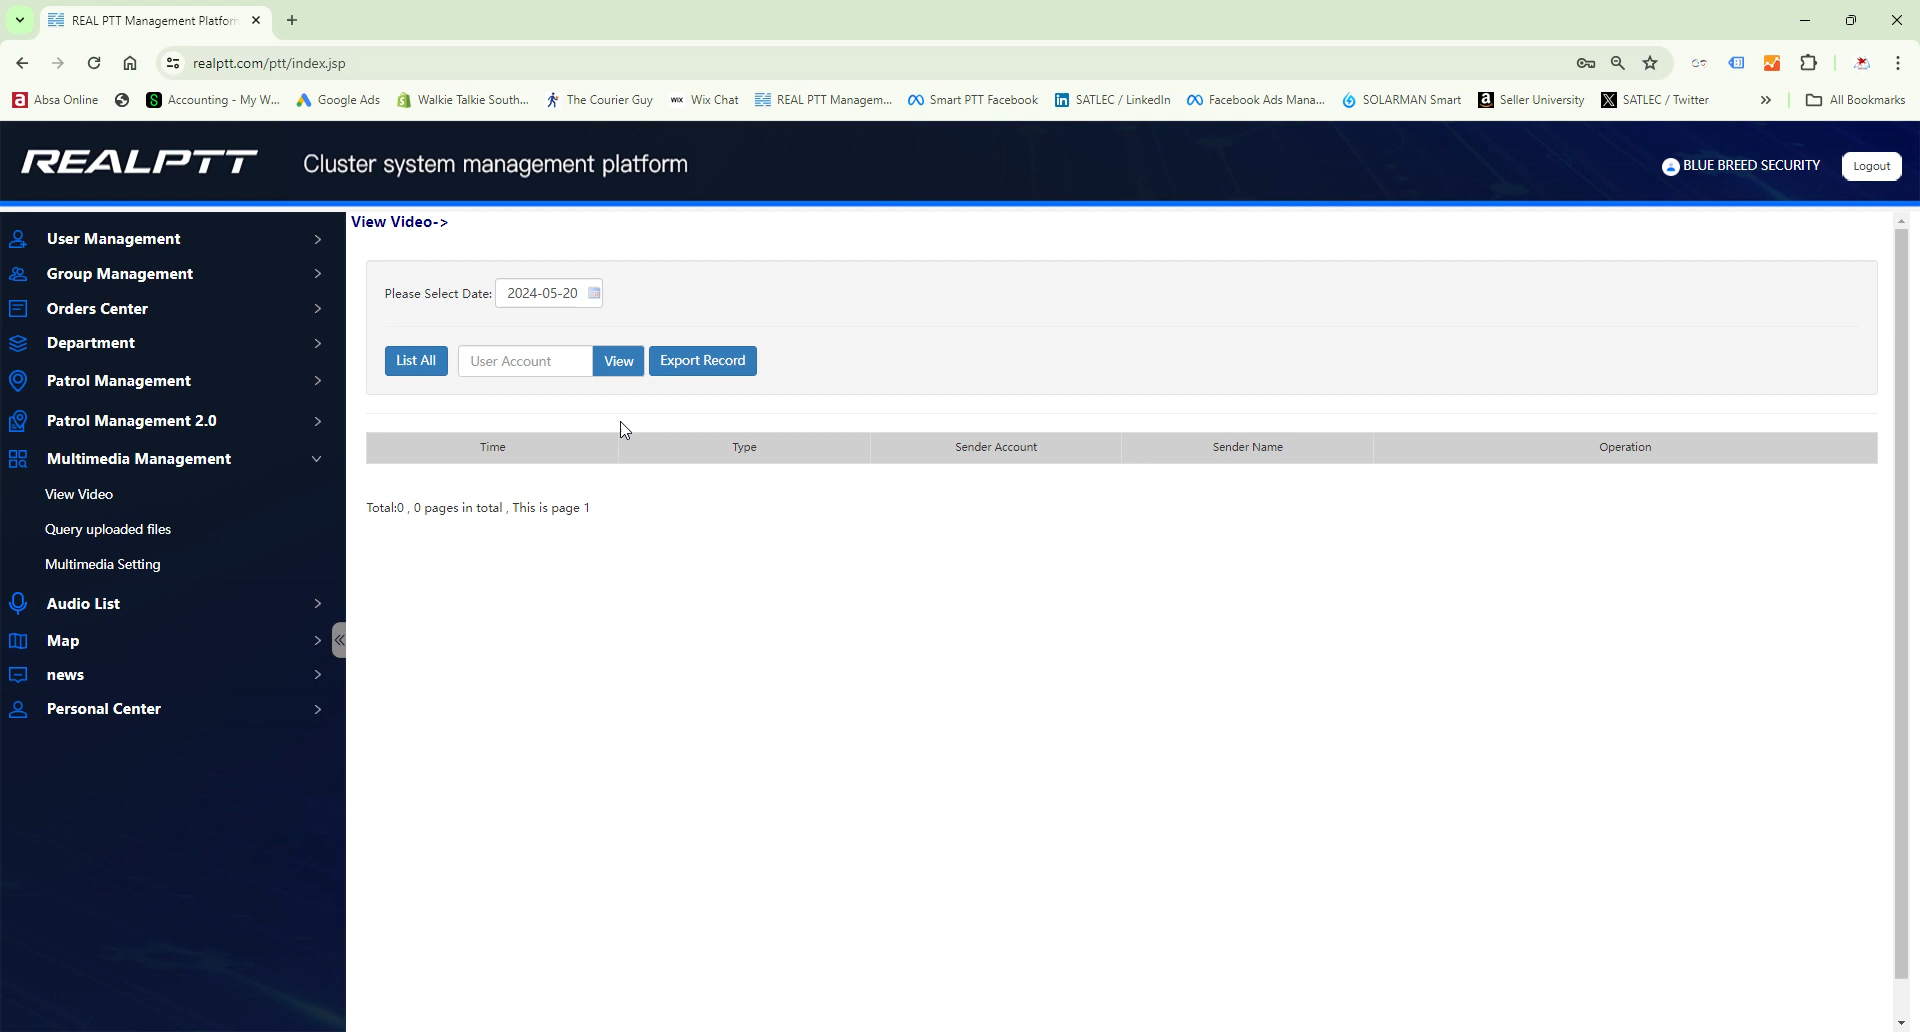 REAL PTT Management Platform
realptt.com/ptt/index.jsp
Absa Online
Accounting - My W...
Google Ads
Walkie Talkie South...
The Courier Guy
WIX Wix Chat
REAL PTT Managem...
Smart PTT Facebook
SATLEC / LinkedIn
Facebook Ads Mana...
SOLARMAN Smart
Seller University
SATLEC / Twitter
All Bookmarks
REALPTT Cluster system management platform
BLUE BREED SECURITY
Logout
User Management
Group Management
Orders Center
Department
Patrol Management
Patrol Management 2.0
Multimedia Management
View Video
Query uploaded files
Multimedia Setting
Audio List
Map
news
Personal Center
View Video->
Please Select Date: 2024-05-20
List All User Account View Export Record
Time Type Sender Account Sender Name Operation
Total:0 , 0 pages in total , This is page 1